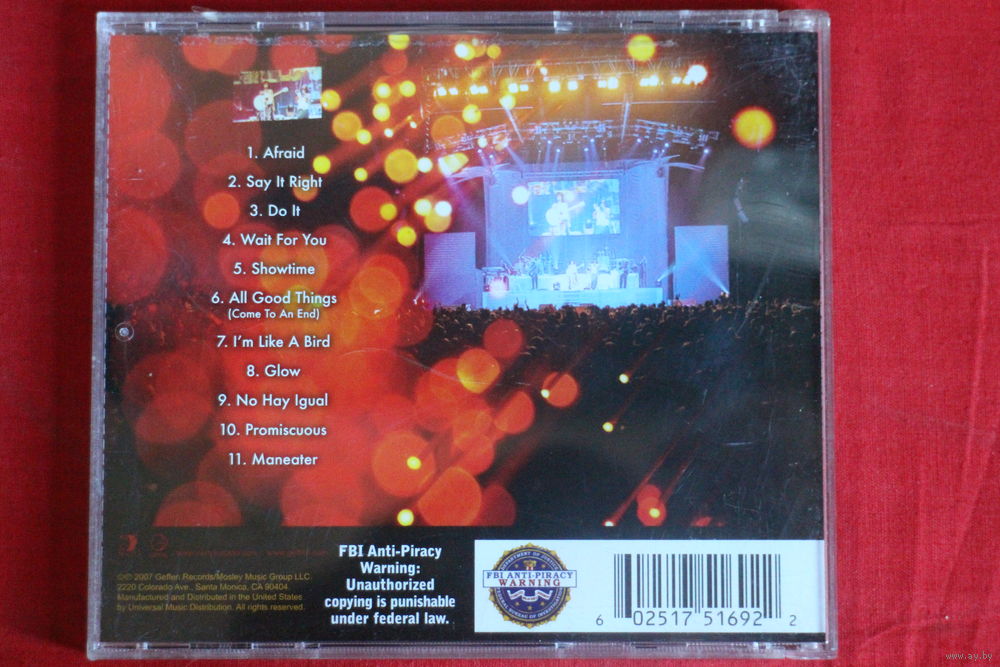 1. Afraid
2. Say It Right
3. Do It
4. Wait For You
5. Showtime
6. All Good Things
(Come To An End)
7. I'm Like A Bird
8. Glow
9. No Hay Igual
10. Promiscuous
11. Maneater
©℗ 2007 Geffen Records/Mosley Music Group LLC.
2220 Colorado Ave., Santa Monica, CA 90404.
Manufactured and Distributed in the United States
by Universal Music Distribution. All rights reserved.
FBI Anti-Piracy
Warning:
Unauthorized
copying is punishable
under federal law.
FBI ANTI-PIRACY
WARNING
6 02517 51692 2
www.ay.by